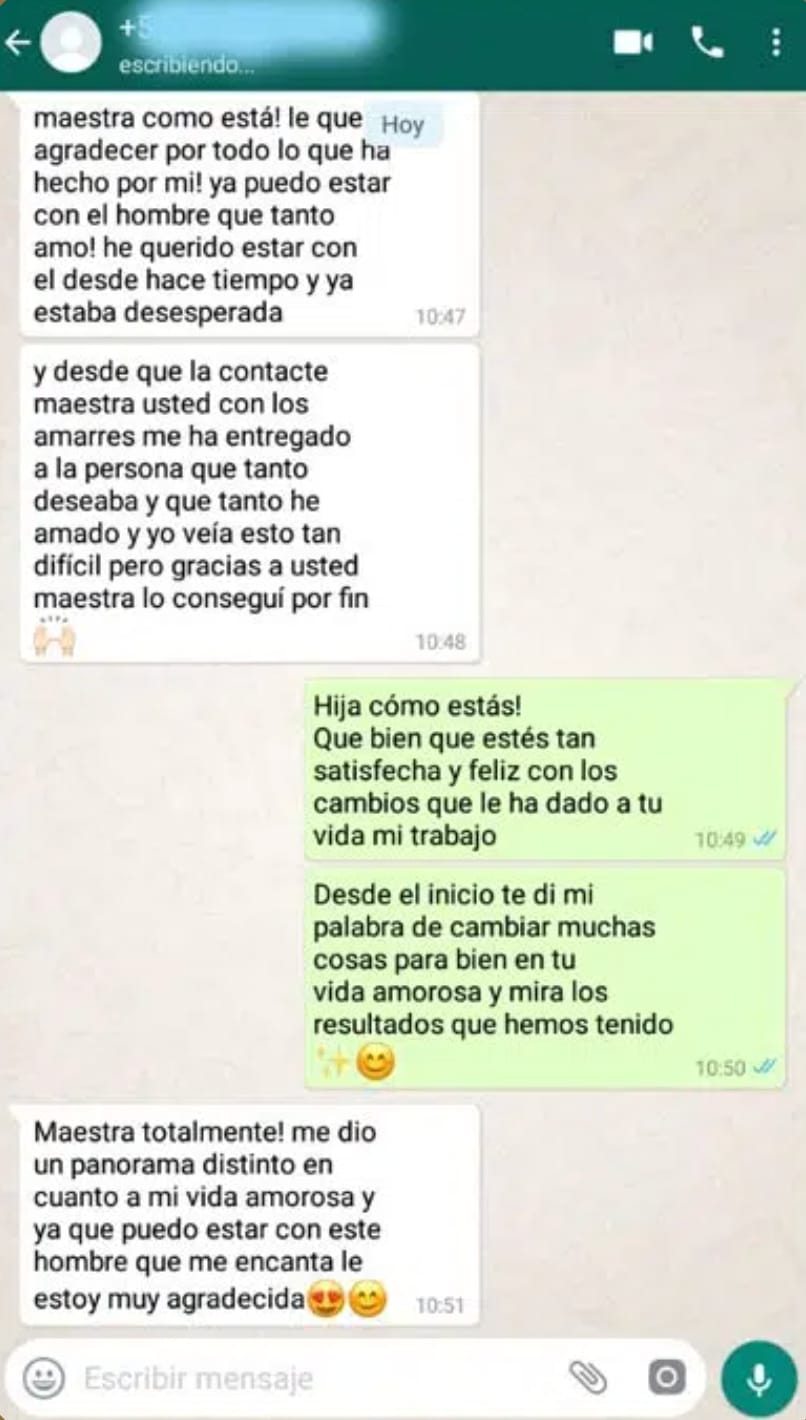 +5
escribiendo...
Hoy
maestra como está! le que
agradecer por todo lo que ha
hecho por mi! ya puedo estar
con el hombre que tanto
amo! he querido estar con
el desde hace tiempo y ya
estaba desesperada
10:47
y desde que la contacte
maestra usted con los
amarres me ha entregado
a la persona que tanto
deseaba y que tanto he
amado y yo veía esto tan
difícil pero gracias a usted
maestra lo conseguí por fin
🙌🏻
10:48
Hija cómo estás!
Que bien que estés tan
satisfecha y feliz con los
cambios que le ha dado a tu
vida mi trabajo
10:49
Desde el inicio te di mi
palabra de cambiar muchas
cosas para bien en tu
vida amorosa y mira los
resultados que hemos tenido
✨😊
10:50
Maestra totalmente! me dio
un panorama distinto en
cuanto a mi vida amorosa y
ya que puedo estar con este
hombre que me encanta le
estoy muy agradecida😍😊
10:51
Escribir mensaje